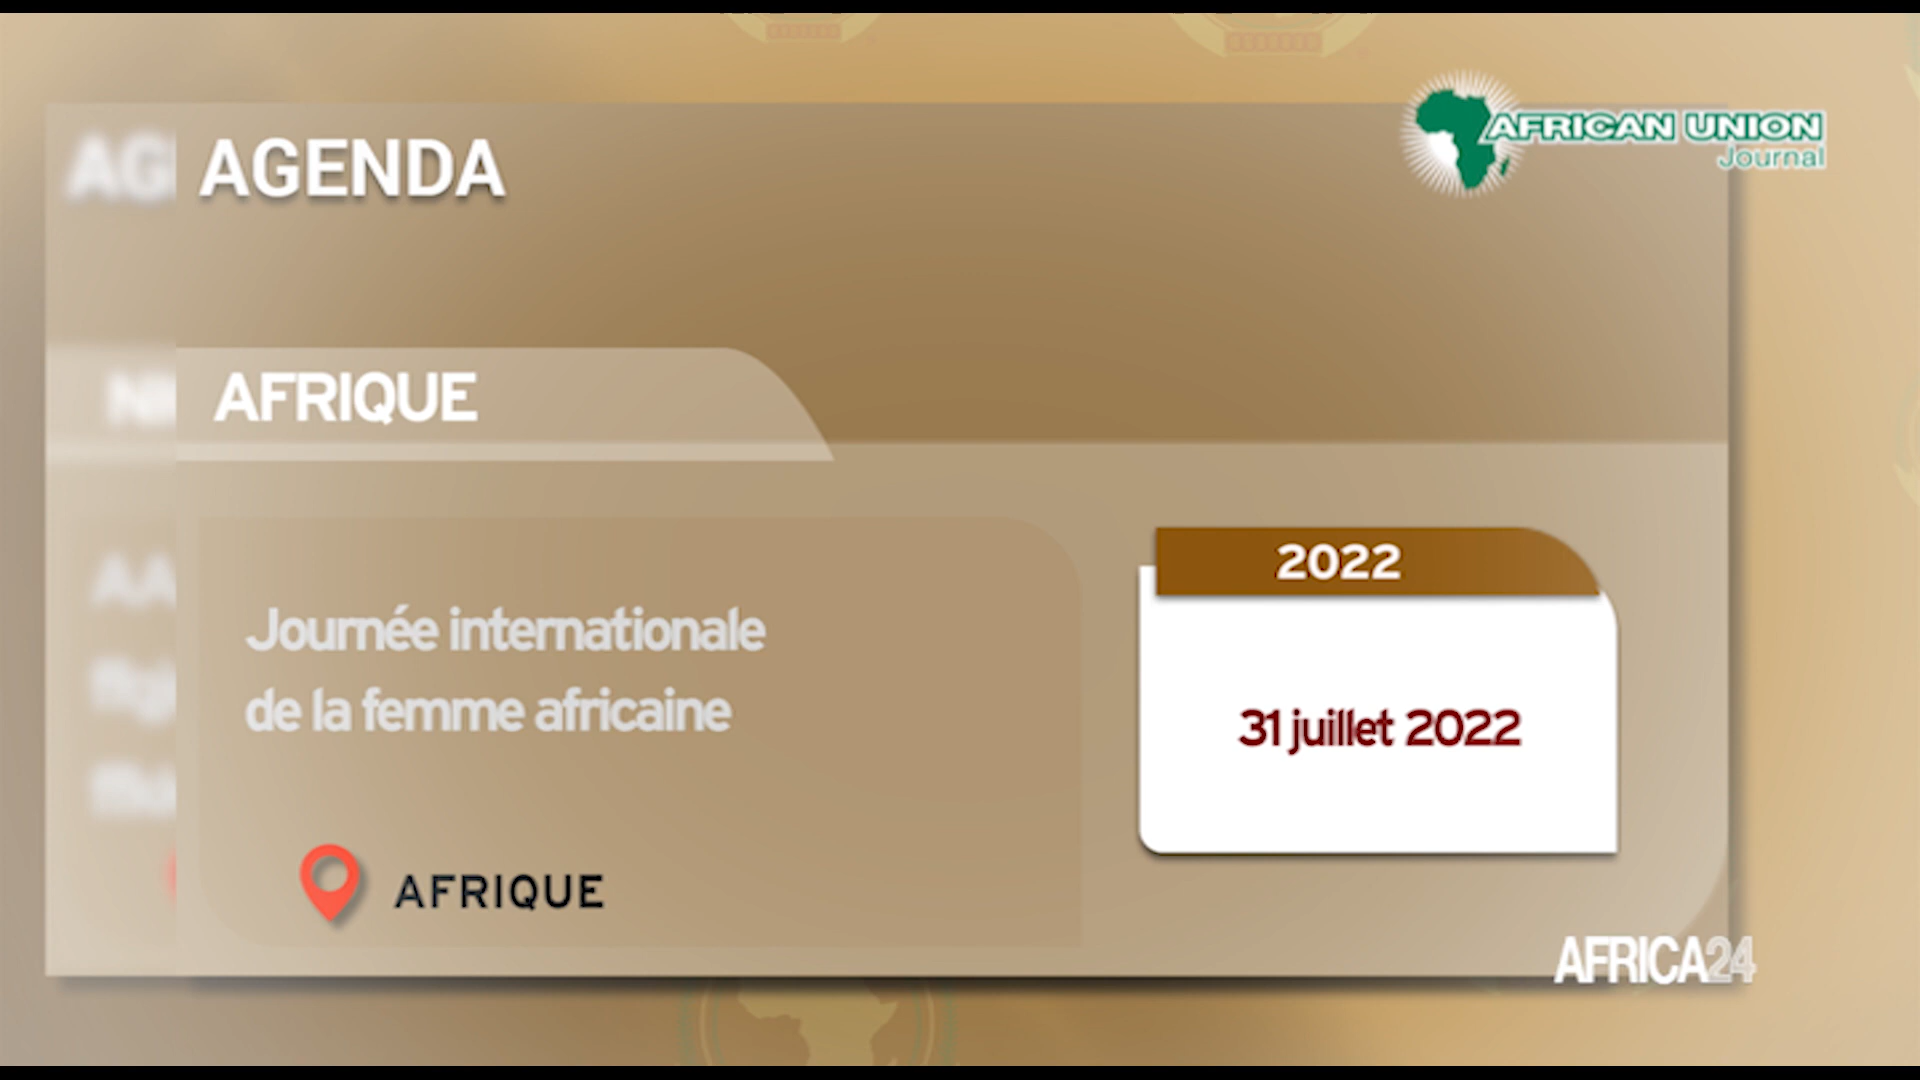 AGENDA
AFRICAN UNION
Journal
AFRIQUE
2022
Journée internationale
de la femme africaine
31 juillet 2022
AFRIQUE
AFRICA24